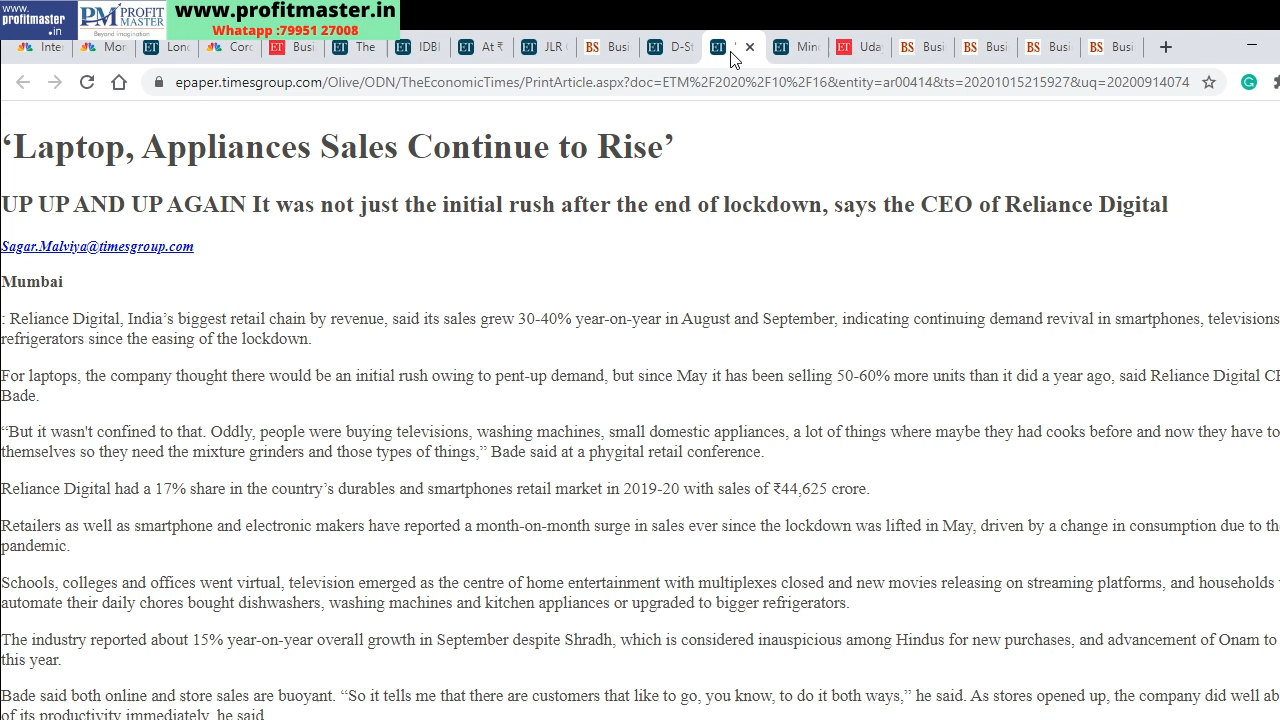 www.
profitmaster
.in
PM PROFIT MASTER
Beyond imagination
www.profitmaster.in
Whatapp :79951 27008
Inte Mor ET Lond Cord ET Busi ET The ET IDBI ET At ₹ ET JLR BS Busi ET D-St ET ET Min ET Uda BS Busi BS Busi BS Busi BS Busi
epaper.timesgroup.com/Olive/ODN/TheEconomicTimes/PrintArticle.aspx?doc=ETM%2F2020%2F10%2F16&entity=ar00414&ts=20201015215927&uq=20200914074
‘Laptop, Appliances Sales Continue to Rise’
UP UP AND UP AGAIN It was not just the initial rush after the end of lockdown, says the CEO of Reliance Digital
Sagar.Malviya@timesgroup.com
Mumbai
: Reliance Digital, India’s biggest retail chain by revenue, said its sales grew 30-40% year-on-year in August and September, indicating continuing demand revival in smartphones, televisions
refrigerators since the easing of the lockdown.
For laptops, the company thought there would be an initial rush owing to pent-up demand, but since May it has been selling 50-60% more units than it did a year ago, said Reliance Digital CE
Bade.
“But it wasn't confined to that. Oddly, people were buying televisions, washing machines, small domestic appliances, a lot of things where maybe they had cooks before and now they have to
themselves so they need the mixture grinders and those types of things,” Bade said at a phygital retail conference.
Reliance Digital had a 17% share in the country’s durables and smartphones retail market in 2019-20 with sales of ₹44,625 crore.
Retailers as well as smartphone and electronic makers have reported a month-on-month surge in sales ever since the lockdown was lifted in May, driven by a change in consumption due to th
pandemic.
Schools, colleges and offices went virtual, television emerged as the centre of home entertainment with multiplexes closed and new movies releasing on streaming platforms, and households
automate their daily chores bought dishwashers, washing machines and kitchen appliances or upgraded to bigger refrigerators.
The industry reported about 15% year-on-year overall growth in September despite Shradh, which is considered inauspicious among Hindus for new purchases, and advancement of Onam to
this year.
Bade said both online and store sales are buoyant. “So it tells me that there are customers that like to go, you know, to do it both ways,” he said. As stores opened up, the company did well ab
of its productivity immediately, he said